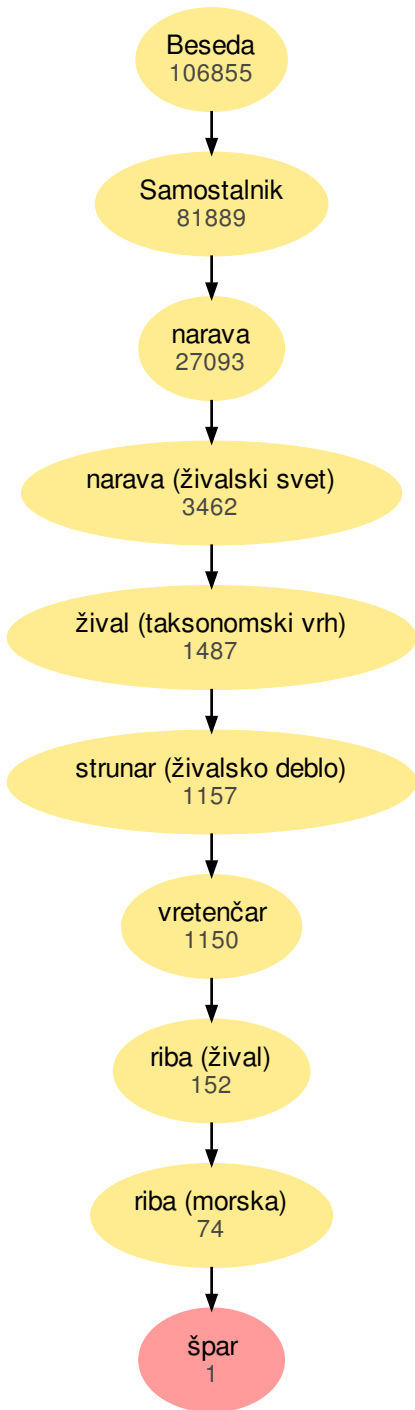 Beseda
106855
Samostalnik
81889
narava
27093
narava (živalski svet)
3462
žival (taksonomski vrh)
1487
strunar (živalsko deblo)
1157
vretenčar
1150
riba (žival)
152
riba (morska)
74
špar
1